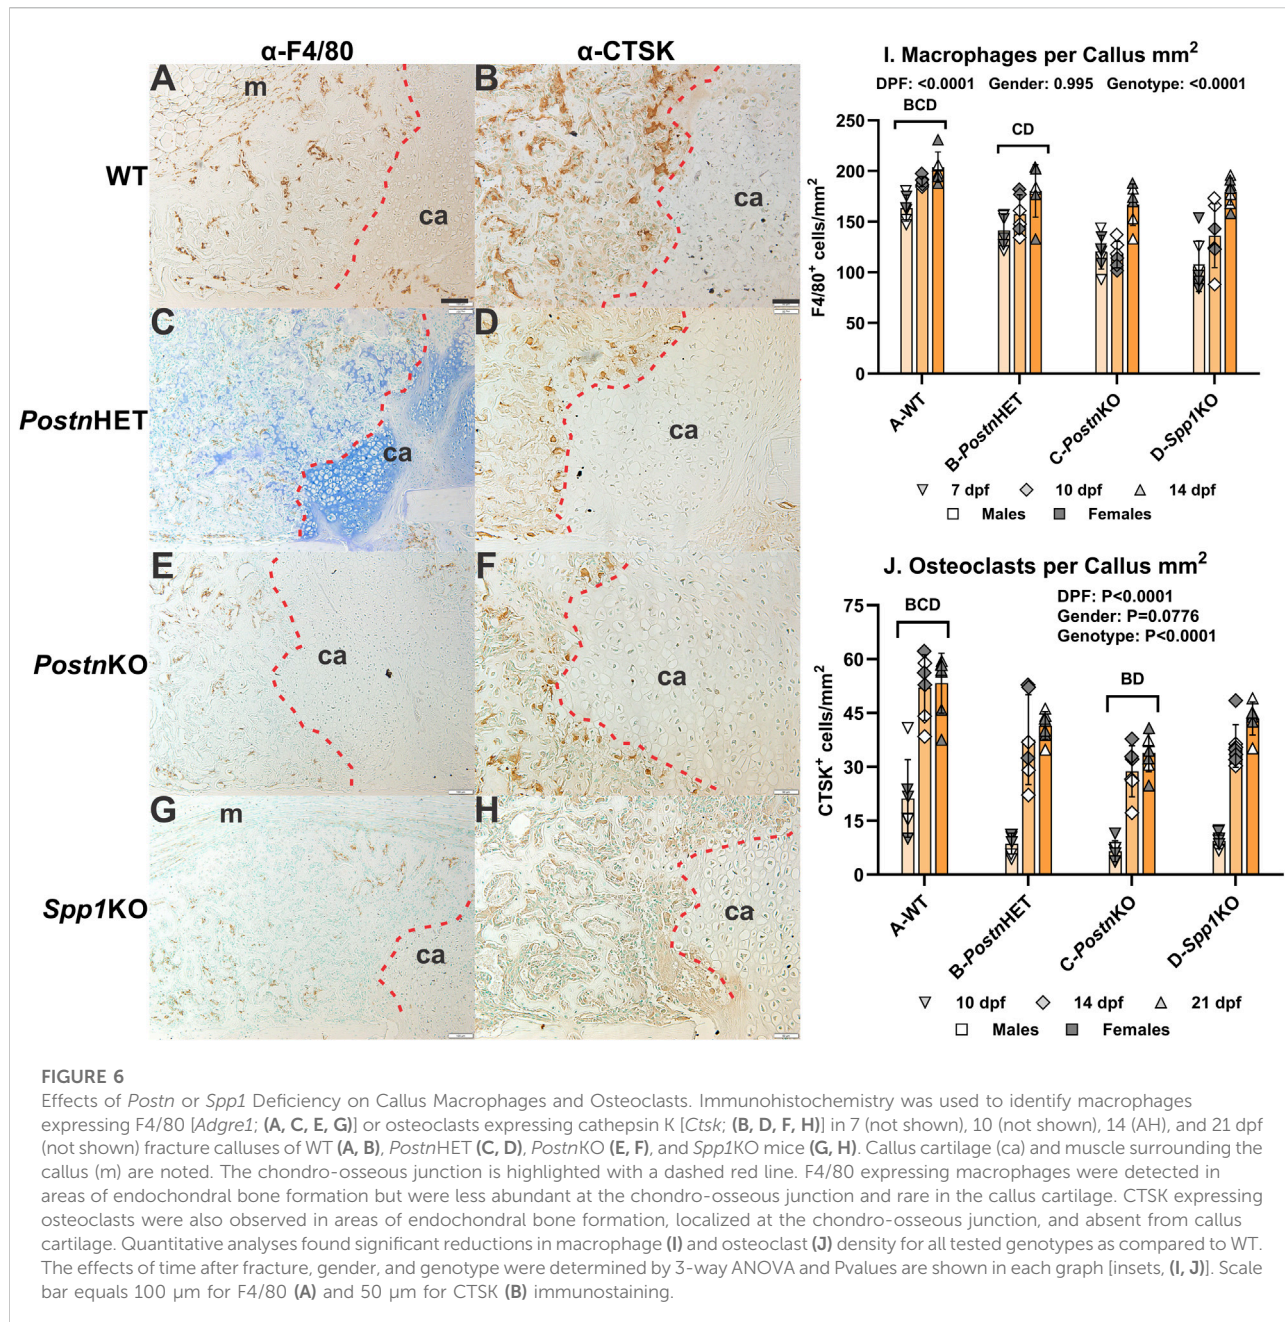 α-F4/80
α-CTSK
WT
PostnHET
PostnKO
Spp1KO
A
m
ca
B
ca
C
ca
D
ca
E
ca
F
ca
G
m
ca
H
ca
I. Macrophages per Callus mm²
DPF: <0.0001 Gender: 0.995 Genotype: <0.0001
BCD
CD
F4/80⁺ cells/mm²
250
200
150
100
50
0
A-WT
B-PostnHET
C-PostnKO
D-Spp1KO
7 dpf 10 dpf 14 dpf
Males Females
J. Osteoclasts per Callus mm²
DPF: P<0.0001
Gender: P=0.0776
Genotype: P<0.0001
BCD
BD
CTSK⁺ cells/mm²
75
60
45
30
15
0
A-WT
B-PostnHET
C-PostnKO
D-Spp1KO
10 dpf 14 dpf 21 dpf
Males Females
FIGURE 6
Effects of Postn or Spp1 Deficiency on Callus Macrophages and Osteoclasts. Immunohistochemistry was used to identify macrophages
expressing F4/80 [Adgre1; (A, C, E, G)] or osteoclasts expressing cathepsin K [Ctsk; (B, D, F, H)] in 7 (not shown), 10 (not shown), 14 (AH), and 21 dpf
(not shown) fracture calluses of WT (A, B), PostnHET (C, D), PostnKO (E, F), and Spp1KO mice (G, H). Callus cartilage (ca) and muscle surrounding the
callus (m) are noted. The chondro-osseous junction is highlighted with a dashed red line. F4/80 expressing macrophages were detected in
areas of endochondral bone formation but were less abundant at the chondro-osseous junction and rare in the callus cartilage. CTSK expressing
osteoclasts were also observed in areas of endochondral bone formation, localized at the chondro-osseous junction, and absent from callus
cartilage. Quantitative analyses found significant reductions in macrophage (I) and osteoclast (J) density for all tested genotypes as compared to WT.
The effects of time after fracture, gender, and genotype were determined by 3-way ANOVA and Pvalues are shown in each graph [insets, (I, J)]. Scale
bar equals 100 µm for F4/80 (A) and 50 µm for CTSK (B) immunostaining.